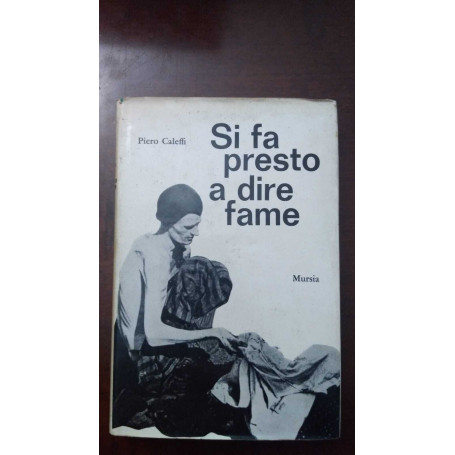 Piero Caleffi
Si fa
presto
a dire
fame
Mursia